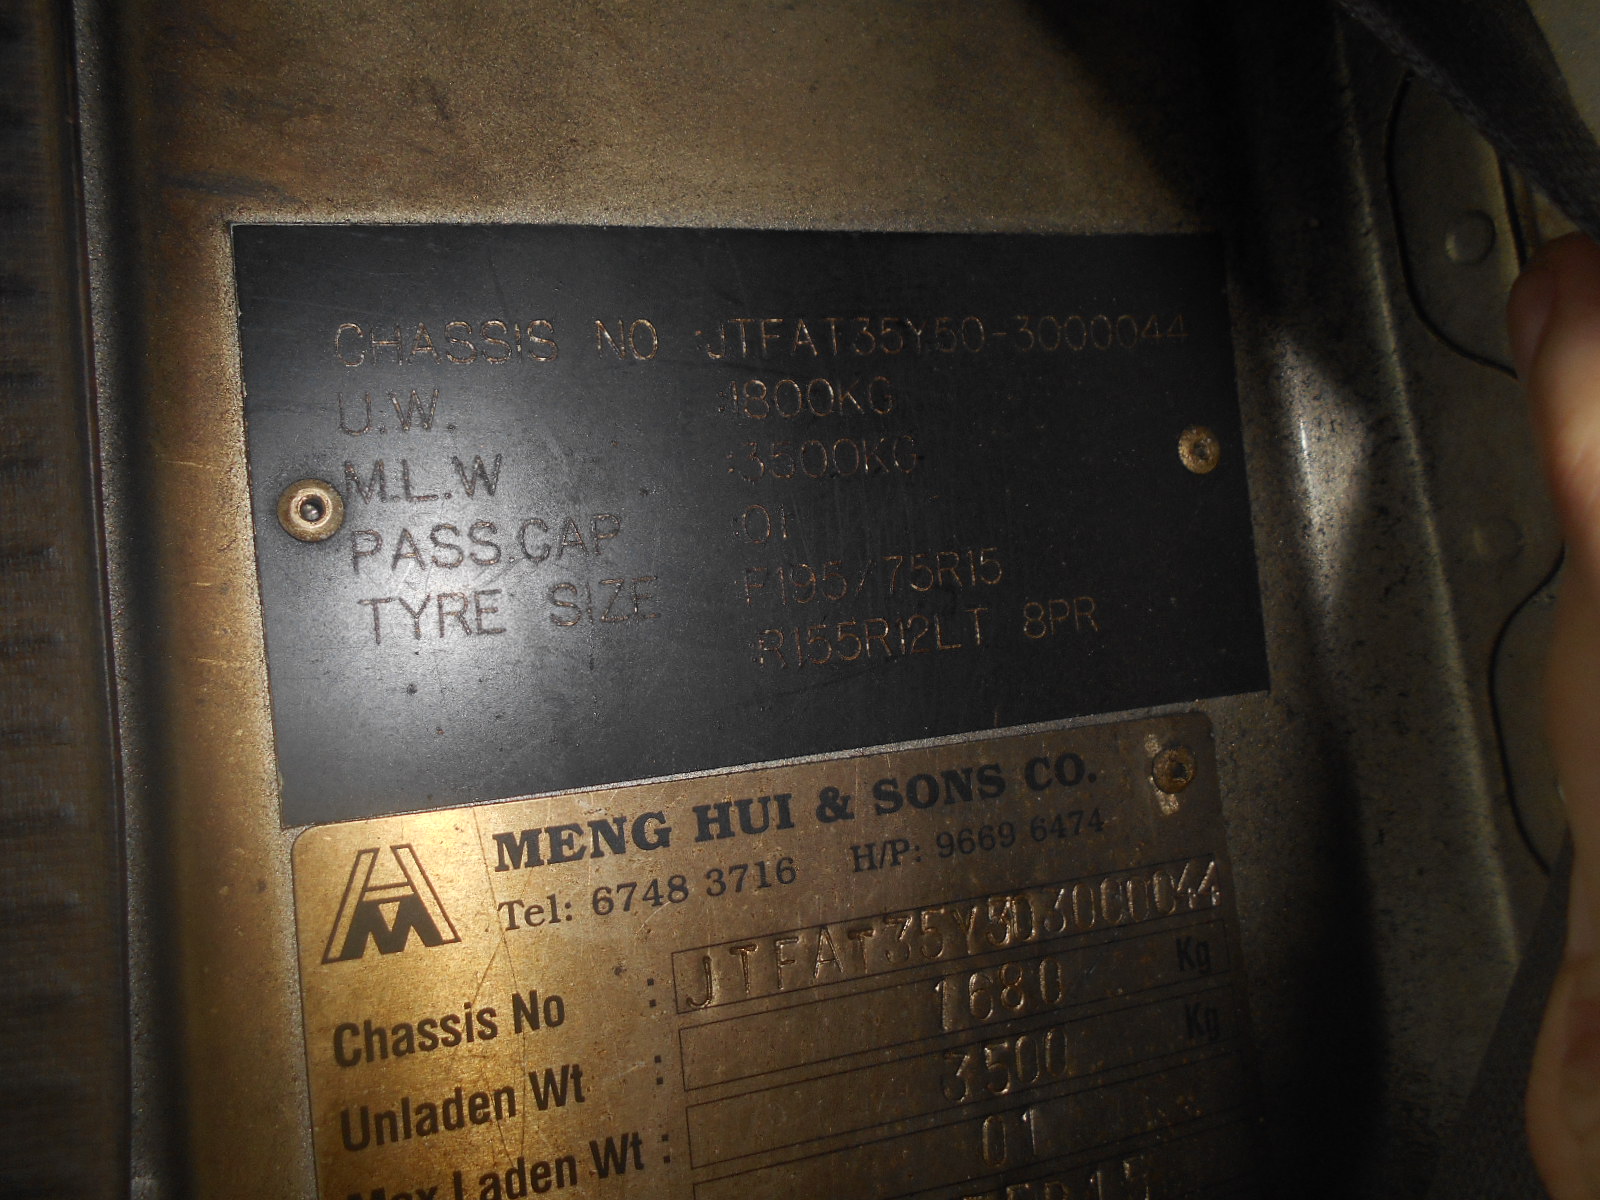 CHASSIS NO :JTFAT35Y50-3000044
U.W. :1800KG
M.L.W :3500KG
PASS.CAP :01
TYRE SIZE F195/75R15
R155R12LT 8PR
MENG HUI & SONS CO.
Tel: 6748 3716 H/P: 9669 6474
Chassis No : JTFAT35Y503000044
Unladen Wt : 1680 Kg
Max Laden Wt : 3500 Kg
01